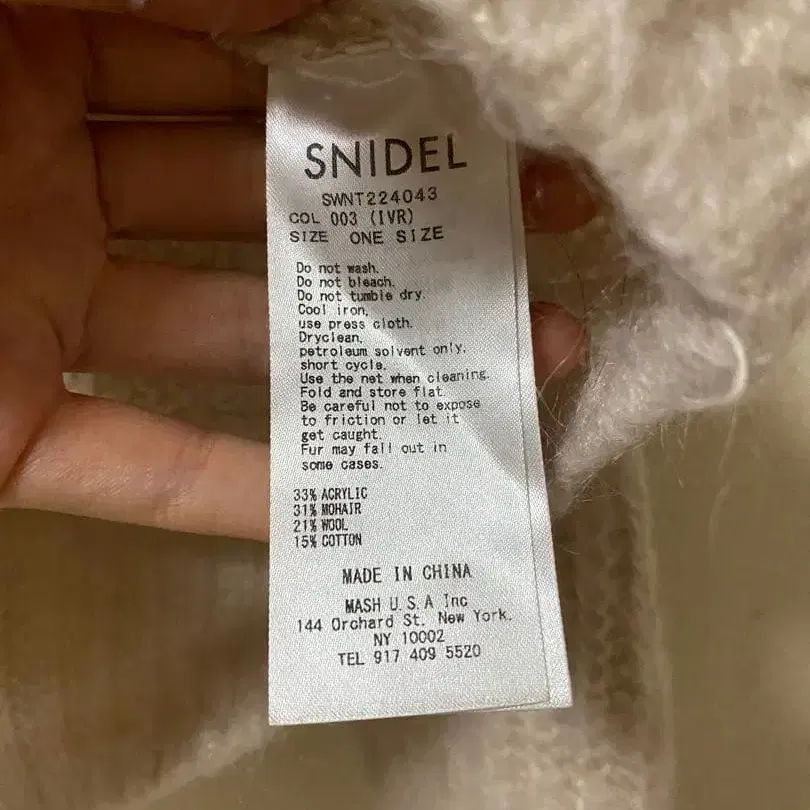 SNIDEL
SWNT224043
COL 003 (IVR)
SIZE ONE SIZE
Do not wash.
Do not bleach.
Do not tumble dry.
Cool iron,
use press cloth.
Dryclean,
petroleum solvent only,
short cycle.
Use the net when cleaning.
Fold and store flat.
Be careful not to expose
to friction or let it
get caught.
Fur may fall out in
some cases.
33% ACRYLIC
31% MOHAIR
21% WOOL
15% COTTON
MADE IN CHINA
MASH U.S.A Inc
144 Orchard St. New York.
NY 10002
TEL 917 409 5520